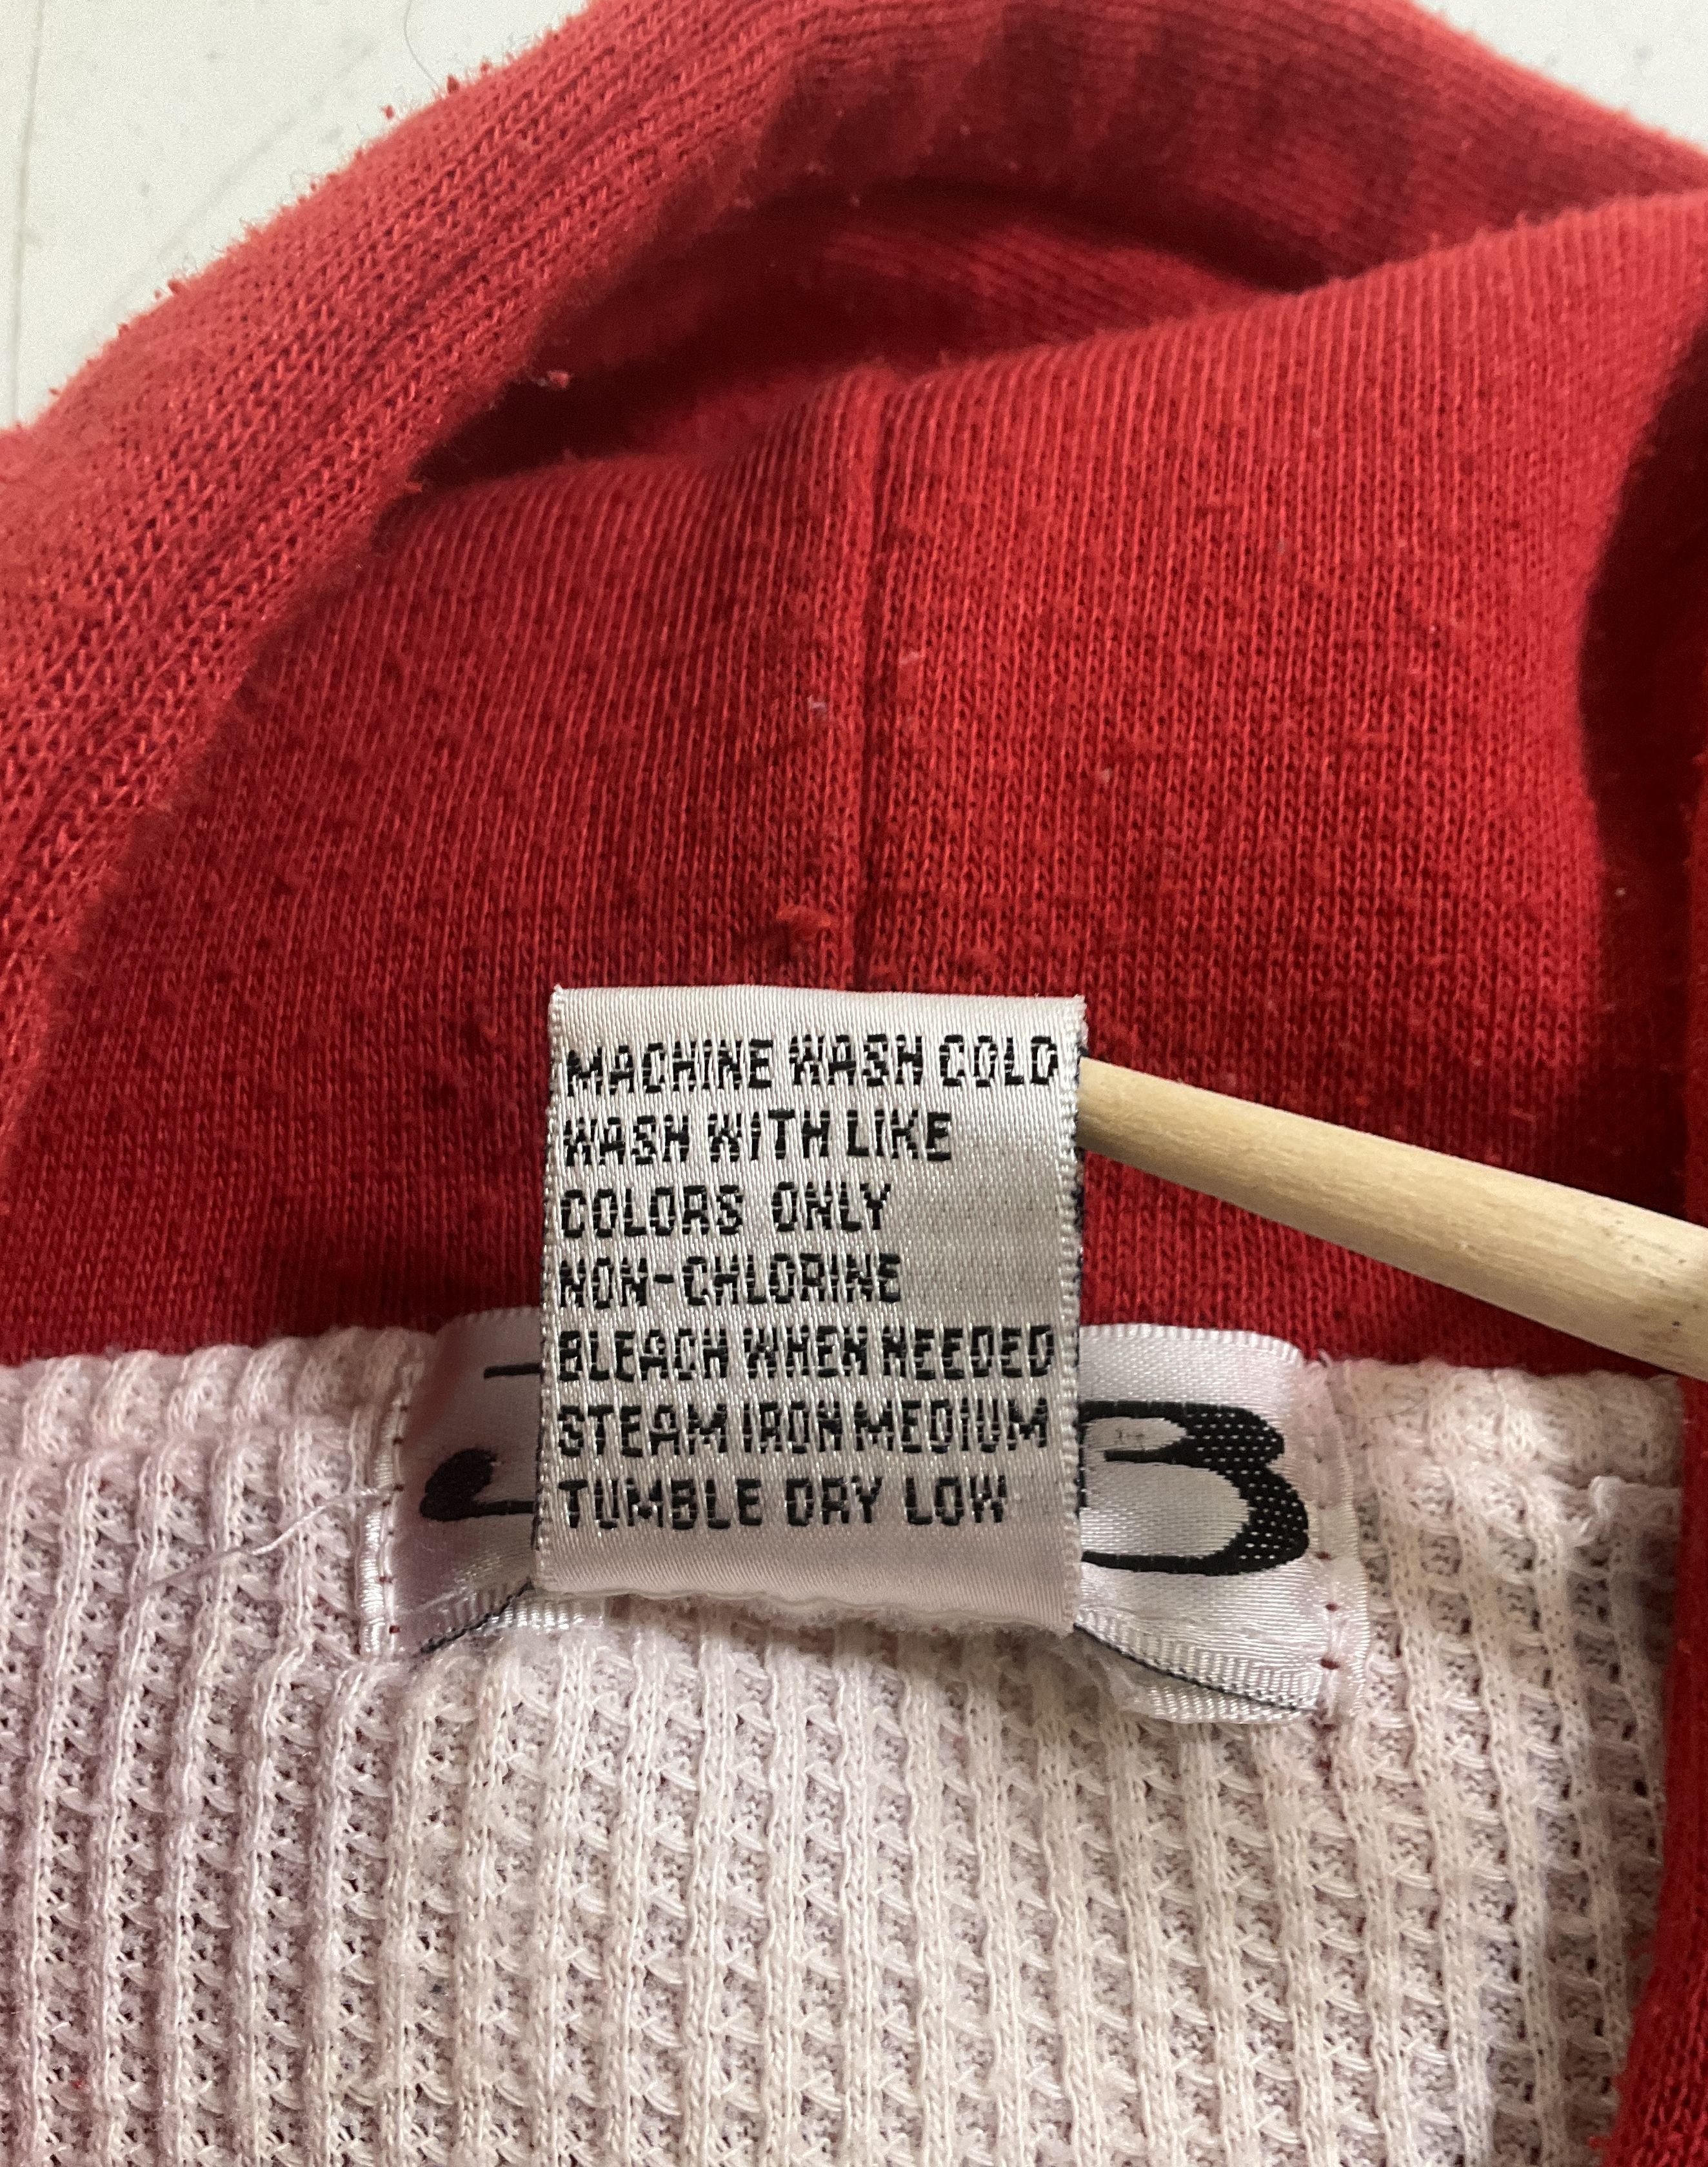 MACHINE WASH COLD
WASH WITH LIKE
COLORS ONLY
NON-CHLORINE
BLEACH WHEN NEEDED
STEAM IRON MEDIUM
TUMBLE DRY LOW